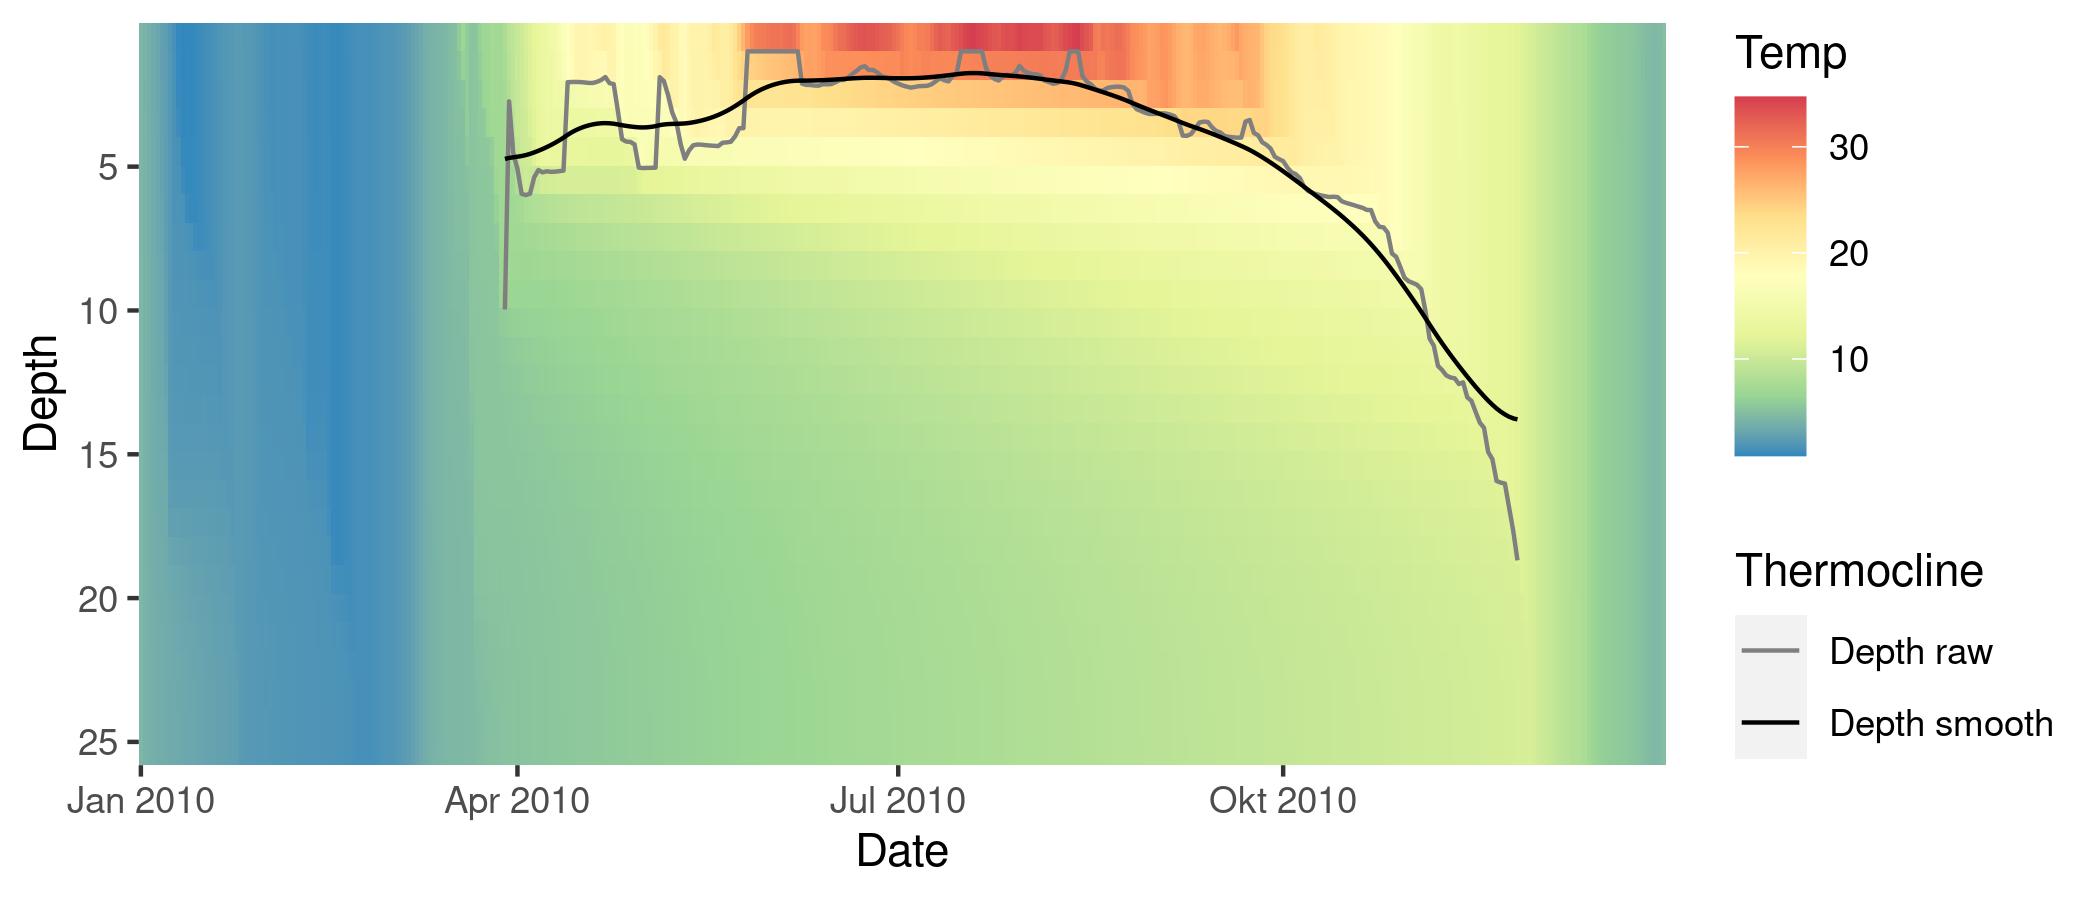 Temp
30
20
10
Thermocline
Depth raw
Depth smooth
Depth
5
10
15
20
25
Jan 2010
Apr 2010
Jul 2010
Okt 2010
Date